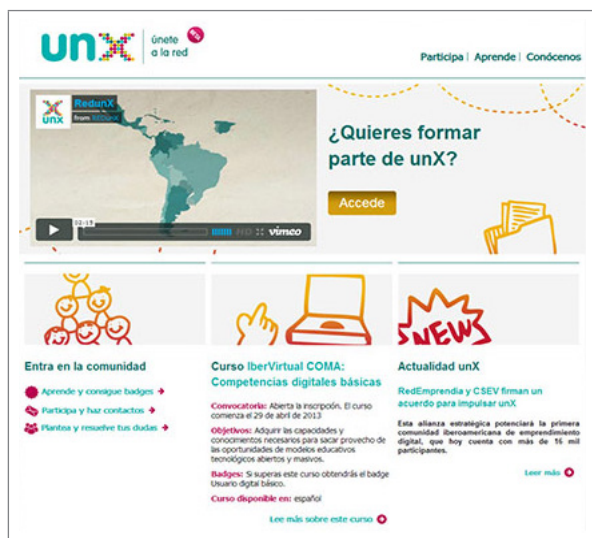 unX
únete
a la red
BETA
Participa | Aprende | Conócenos
unX
RedunX
from REDUNX
02:15
HD
vimeo
¿Quieres formar
parte de unX?
Accede
NEWS
Entra en la comunidad
Aprende y consigue badges
Participa y haz contactos
Plantea y resuelve tus dudas
Curso IberVirtual COMA:
Competencias digitales básicas
Convocatoria: Abierta la inscripción. El curso
comienza el 29 de abril de 2013
Objetivos: Adquirir las capacidades y
conocimientos necesarios para sacar provecho de
las oportunidades de modelos educativos
tecnológicos abiertos y masivos.
Badges: Si superas este curso obtendrás el badge
Usuario digital básico.
Curso disponible en: español
Lee más sobre este curso
Actualidad unX
RedEmprendia y CSEV firman un
acuerdo para impulsar unX
Esta alianza estratégica potenciará la primera
comunidad iberoamericana de emprendimiento
digital, que hoy cuenta con más de 16 mil
participantes.
Leer más